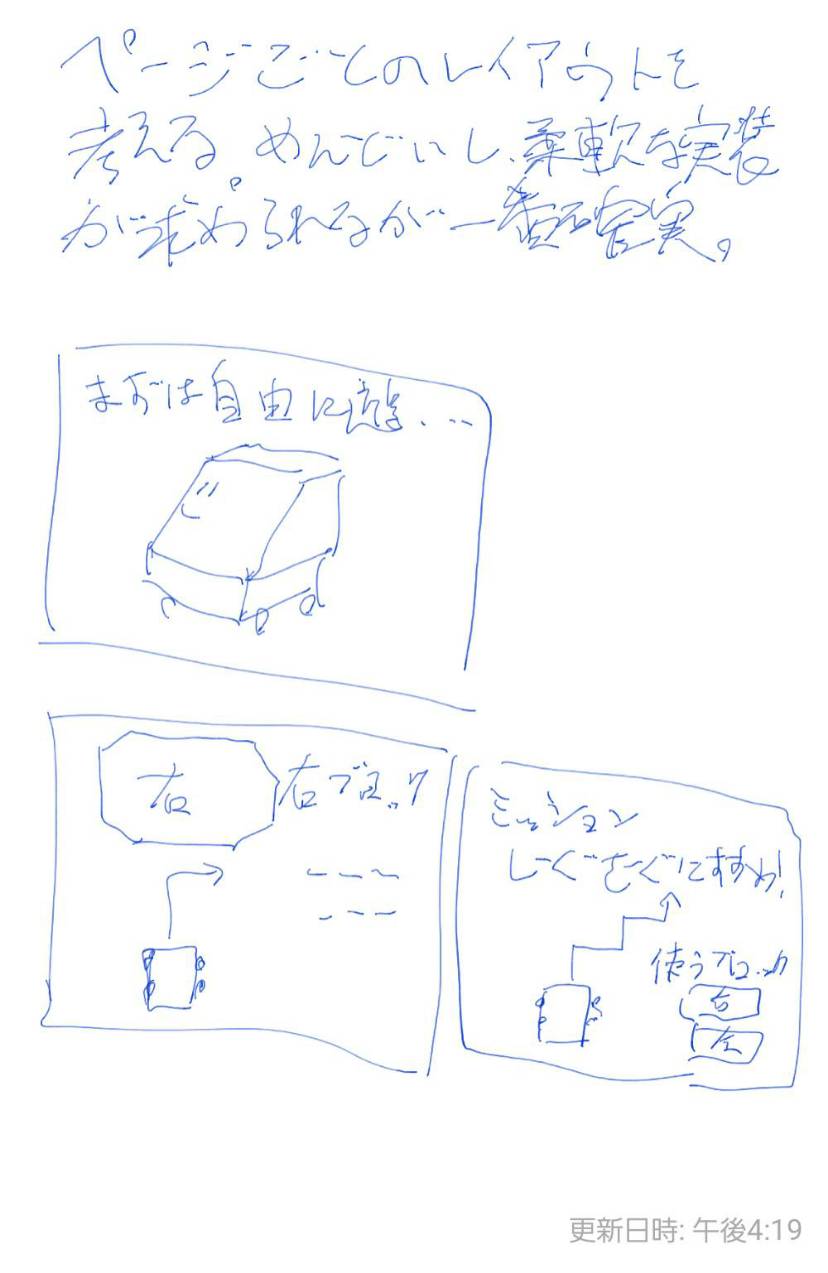 ページごとのレイアウトを
考える。めんどいし、柔軟な実装
が求められるが一番確実。
まずは自由に遊...
右
右ブロック
ミッション
じーぐざーぐにすすめ!
使うブロック
右
左
更新日時: 午後4:19